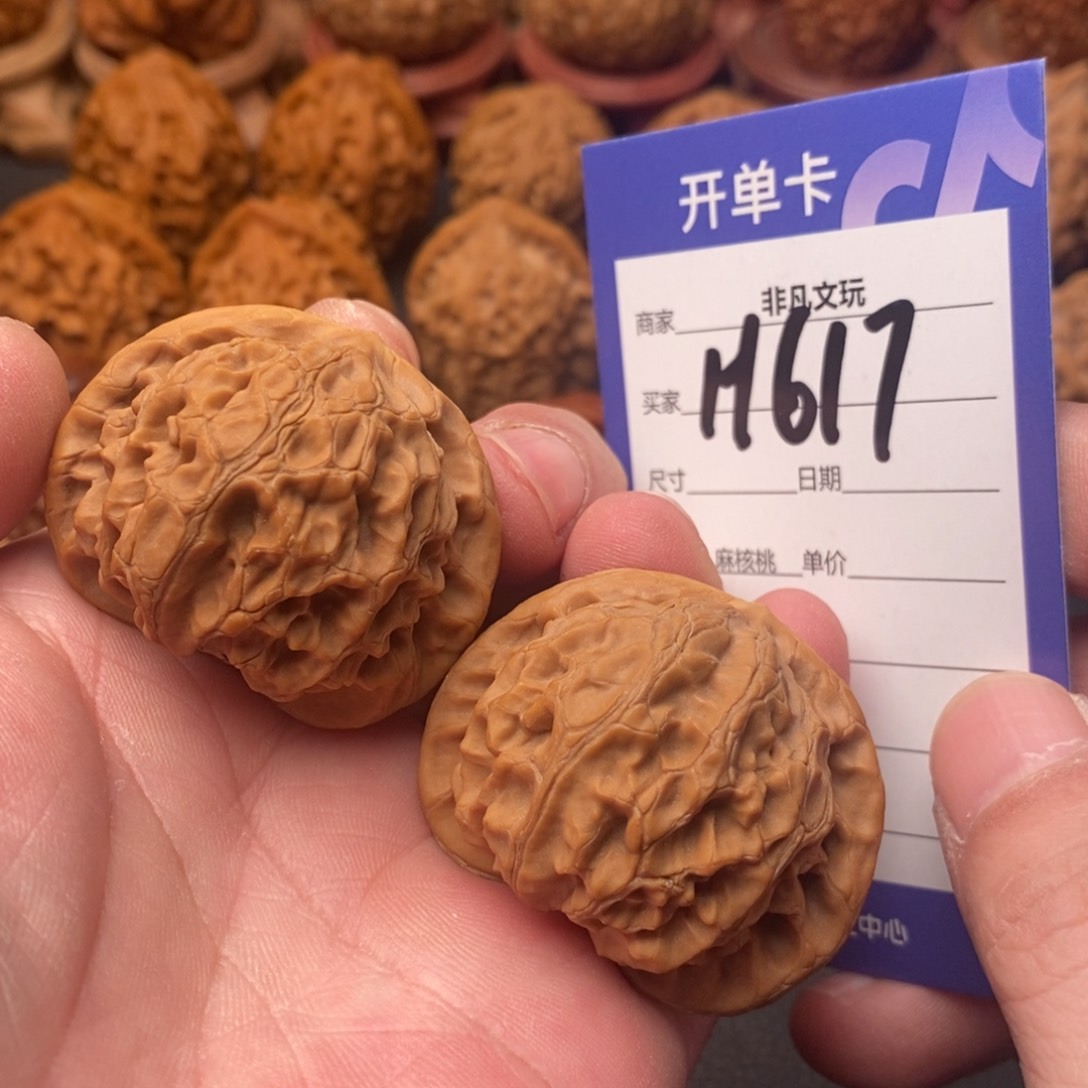 开单卡
商家 非凡文玩
买家 H617
尺寸 日期
麻核桃 单价
中心